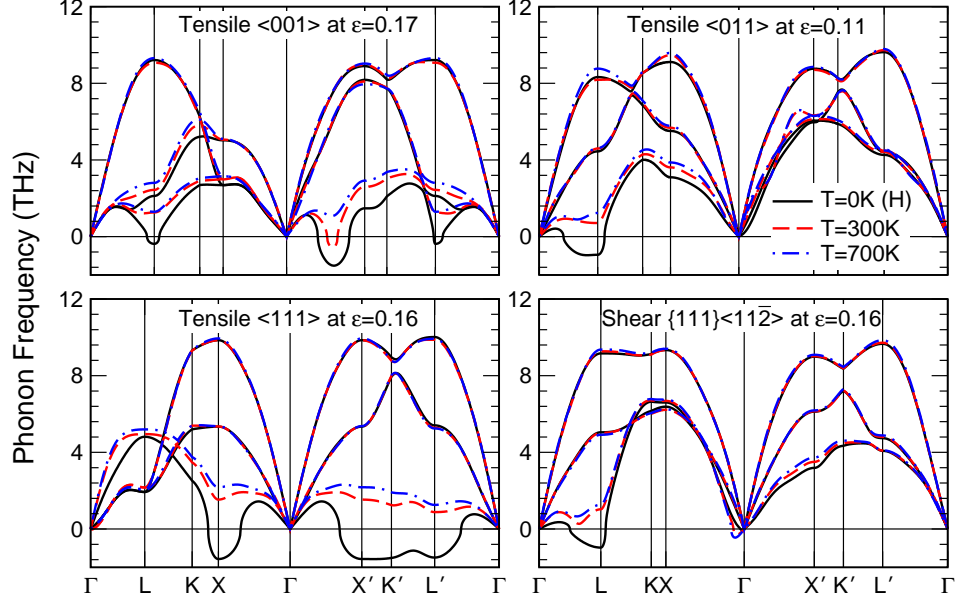 12
Tensile <001> at ε=0.17
8
4
0
12
Tensile <011> at ε=0.11
8
4
0
T=0K (H)
T=300K
T=700K
Phonon Frequency (THz)
12
Tensile <111> at ε=0.16
8
4
0
Γ L K X Γ X′ K′ L′ Γ
12
Shear {111}<112̅> at ε=0.16
8
4
0
Γ L K X Γ X′ K′ L′ Γ